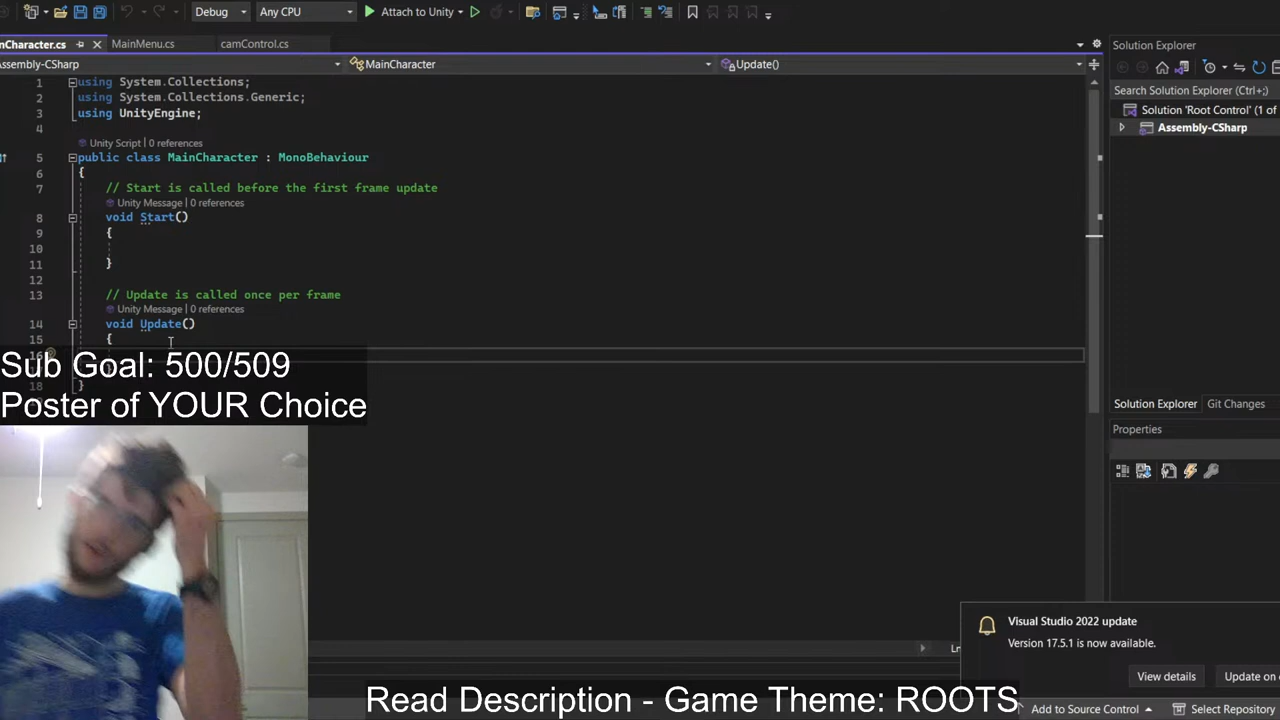 Debug Any CPU Attach to Unity
nCharacter.cs MainMenu.cs camControl.cs
Assembly-CSharp MainCharacter Update()
1 using System.Collections;
2 using System.Collections.Generic;
3 using UnityEngine;
4
Unity Script | 0 references
5 public class MainCharacter : MonoBehaviour
6 {
7 // Start is called before the first frame update
Unity Message | 0 references
8 void Start()
9 {
10
11 }
12
13 // Update is called once per frame
Unity Message | 0 references
14 void Update()
15 {
16
18 }
Sub Goal: 500/509
Poster of YOUR Choice
Solution Explorer
Search Solution Explorer (Ctrl+;)
Solution 'Root Control' (1 of
Assembly-CSharp
Solution Explorer Git Changes
Properties
Visual Studio 2022 update
Version 17.5.1 is now available.
View details Update on
Ln
Read Description - Game Theme: ROOTS
Add to Source Control Select Repository